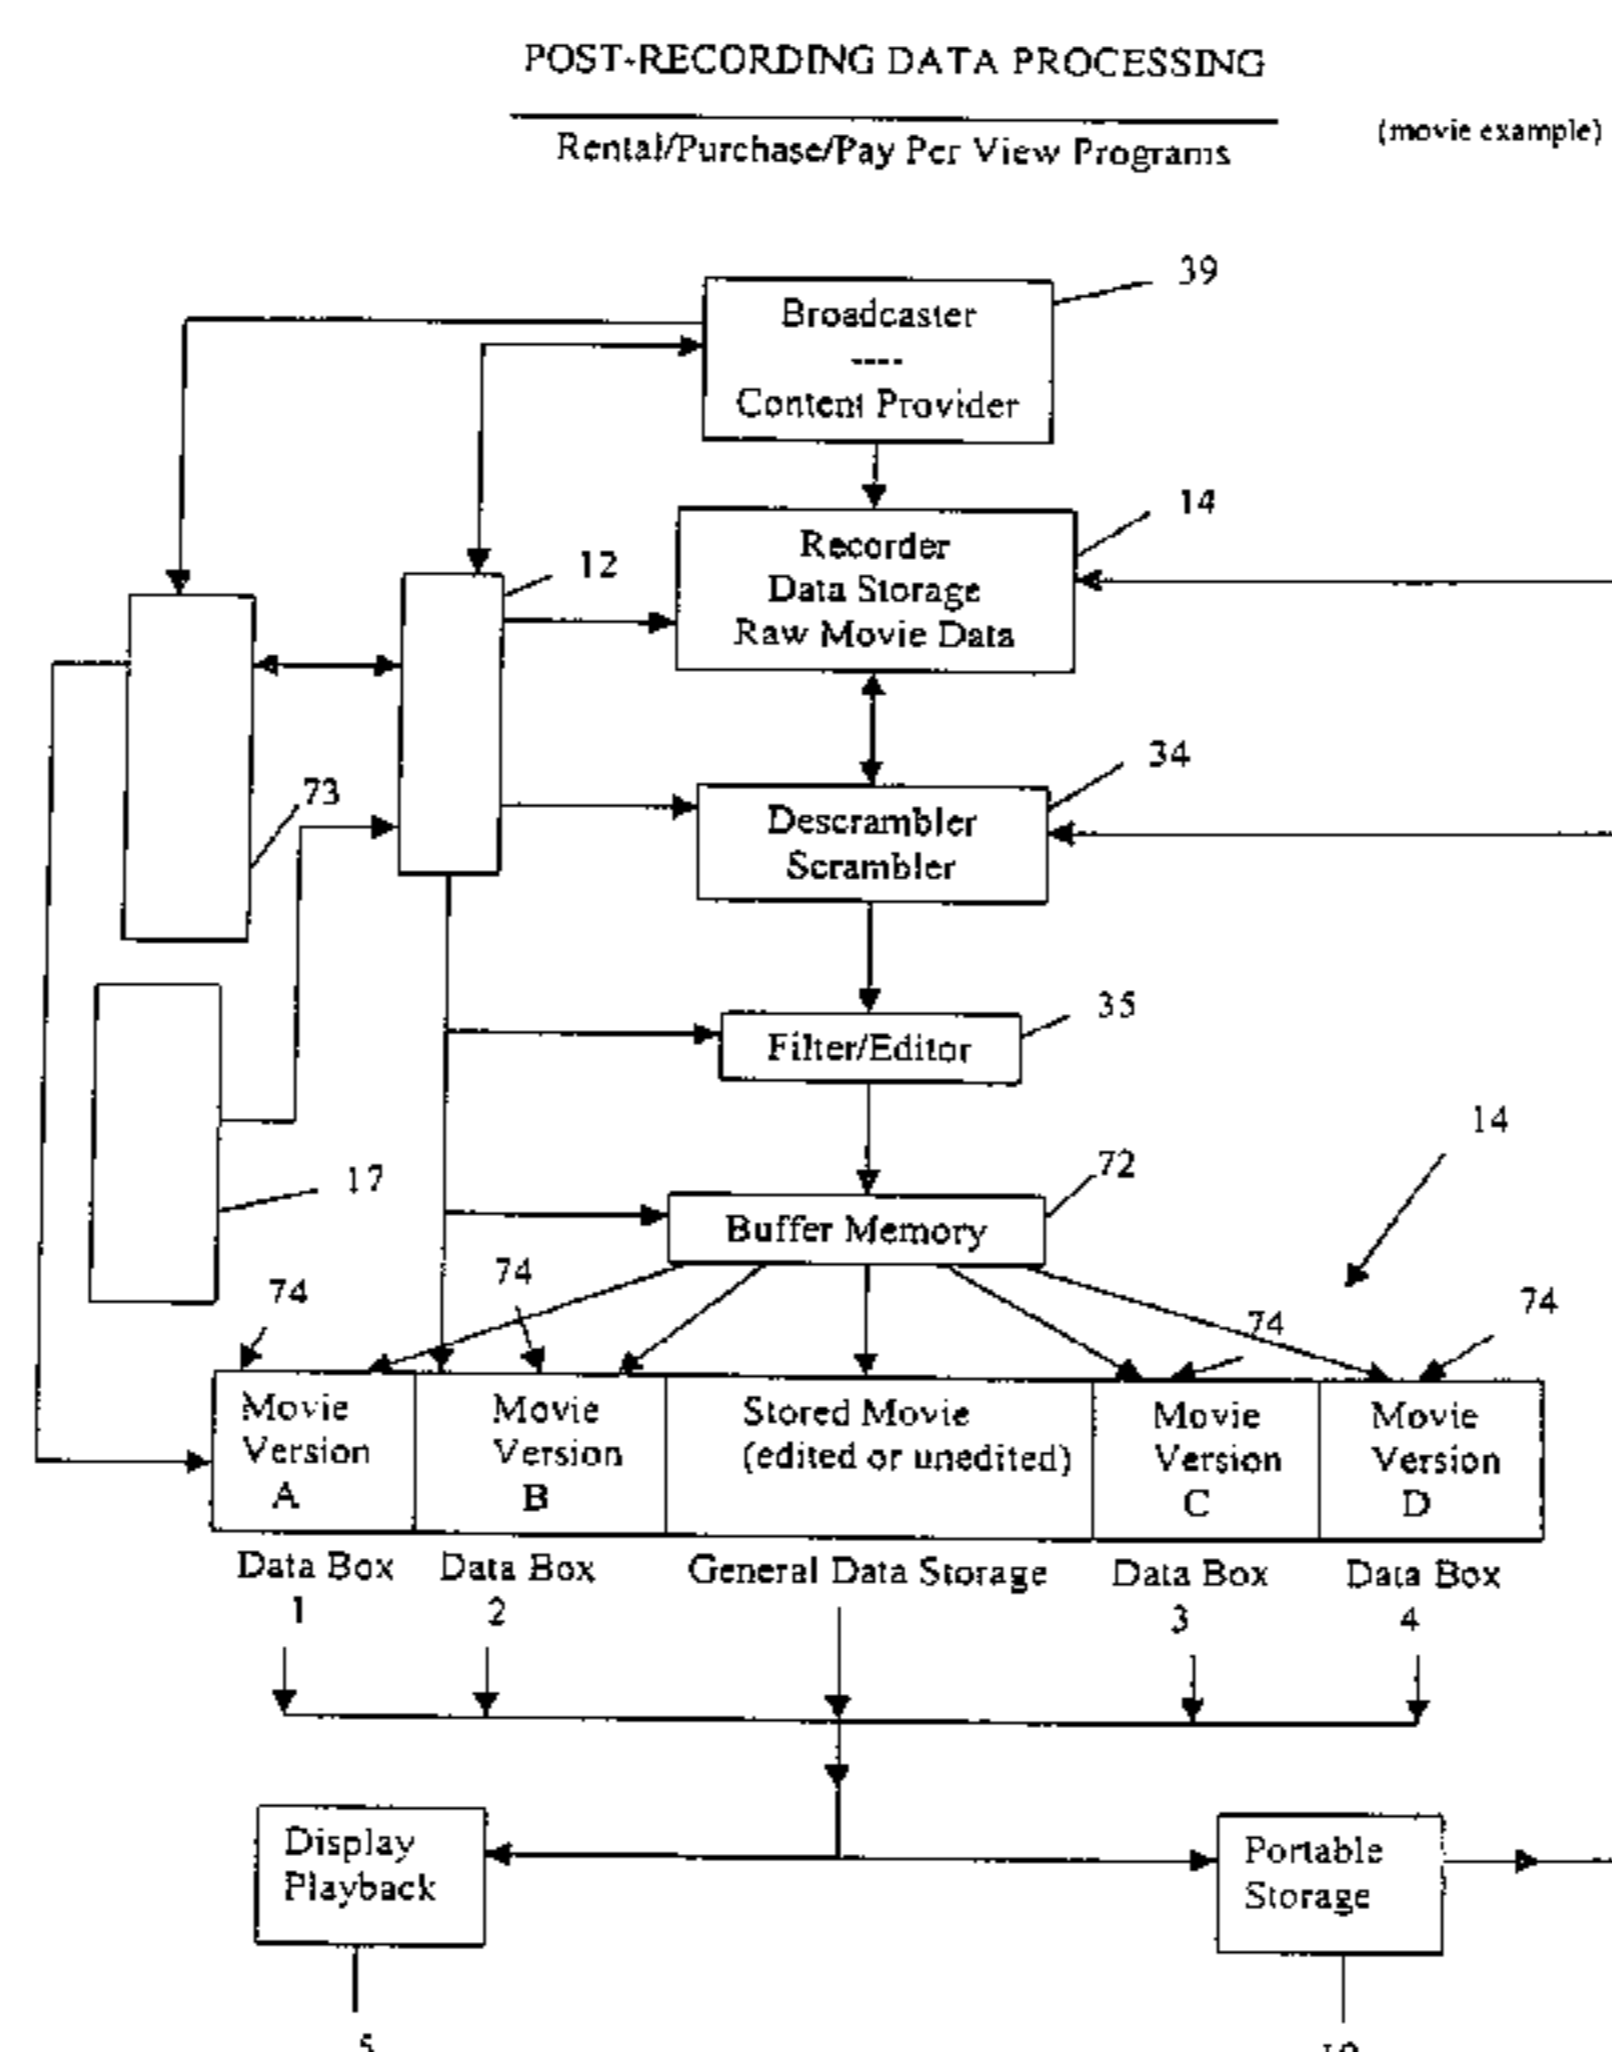 POST-RECORDING DATA PROCESSING
Rental/Purchase/Pay Per View Programs
(movie example)
39
Broadcaster
----
Content Provider
14
Recorder
Data Storage
Raw Movie Data
12
34
Descrambler
Scrambler
73
35
Filter/Editor
14
72
17
Buffer Memory
74
74
74
74
Movie
Version
A
Movie
Version
B
Stored Movie
(edited or unedited)
Movie
Version
C
Movie
Version
D
Data Box
1
Data Box
2
General Data Storage
Data Box
3
Data Box
4
Display
Playback
Portable
Storage